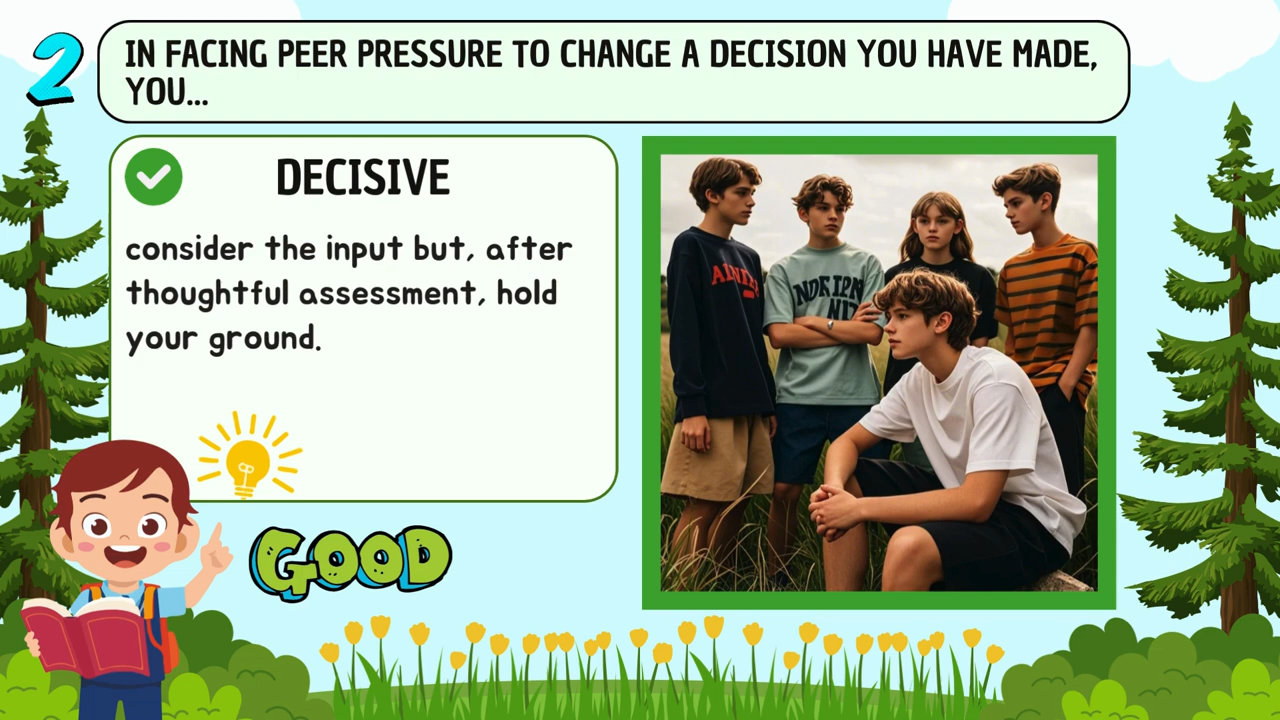 2
IN FACING PEER PRESSURE TO CHANGE A DECISION YOU HAVE MADE,
YOU...
DECISIVE
consider the input but, after
thoughtful assessment, hold
your ground.
GOOD